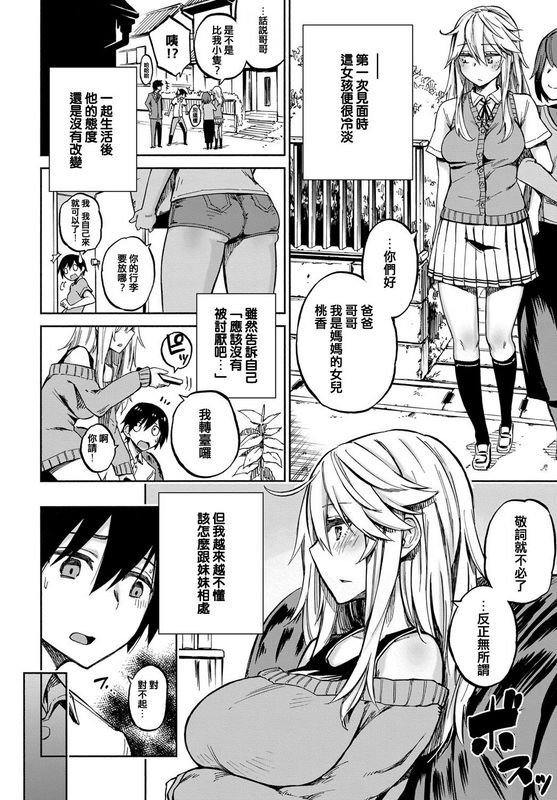 第一次見面時
這女孩便很冷淡
…你們好
爸爸
哥哥
我是媽媽的女兒
桃香
…話說哥哥
是不是
比我小隻？
咦！？
一起生活後
他的態度
還是沒有改變
我 我自己來
就可以了！
你的行李
要放哪？
雖然告訴自己
「應該沒有
被討厭吧…」
ピッ
我轉臺囉
啊
你請！
敬詞就不必了
…反正無所謂
ボスッ
但我越來越不懂
該怎麼跟妹妹相處
對
對不起…